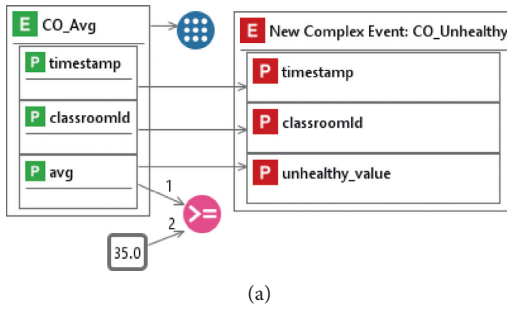 E CO_Avg
P timestamp
P classroomId
P avg
1
2
>=
35.0
E New Complex Event: CO_Unhealthy
P timestamp
P classroomId
P unhealthy_value
(a)